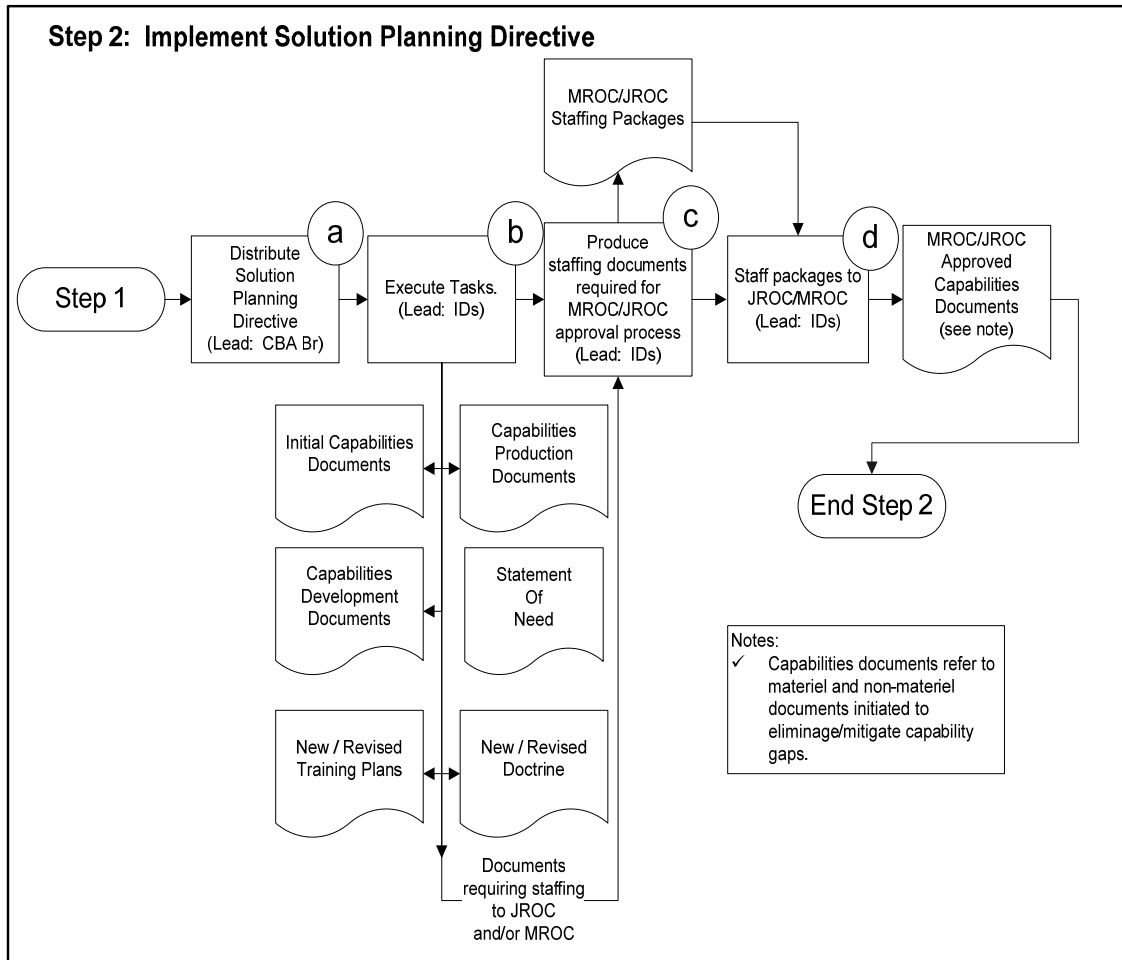 Step 2: Implement Solution Planning Directive
MROC/JROC
Staffing Packages
a
b
c
d
Step 1
Distribute
Solution
Planning
Directive
(Lead: CBA Br)
Execute Tasks.
(Lead: IDs)
Produce
staffing documents
required for
MROC/JROC
approval process
(Lead: IDs)
Staff packages to
JROC/MROC
(Lead: IDs)
MROC/JROC
Approved
Capabilities
Documents
(see note)
Initial Capabilities
Documents
Capabilities
Production
Documents
End Step 2
Capabilities
Development
Documents
Statement
Of
Need
Notes:
✓ Capabilities documents refer to
materiel and non-materiel
documents initiated to
eliminage/mitigate capability
gaps.
New / Revised
Training Plans
New / Revised
Doctrine
Documents
requiring staffing
to JROC
and/or MROC